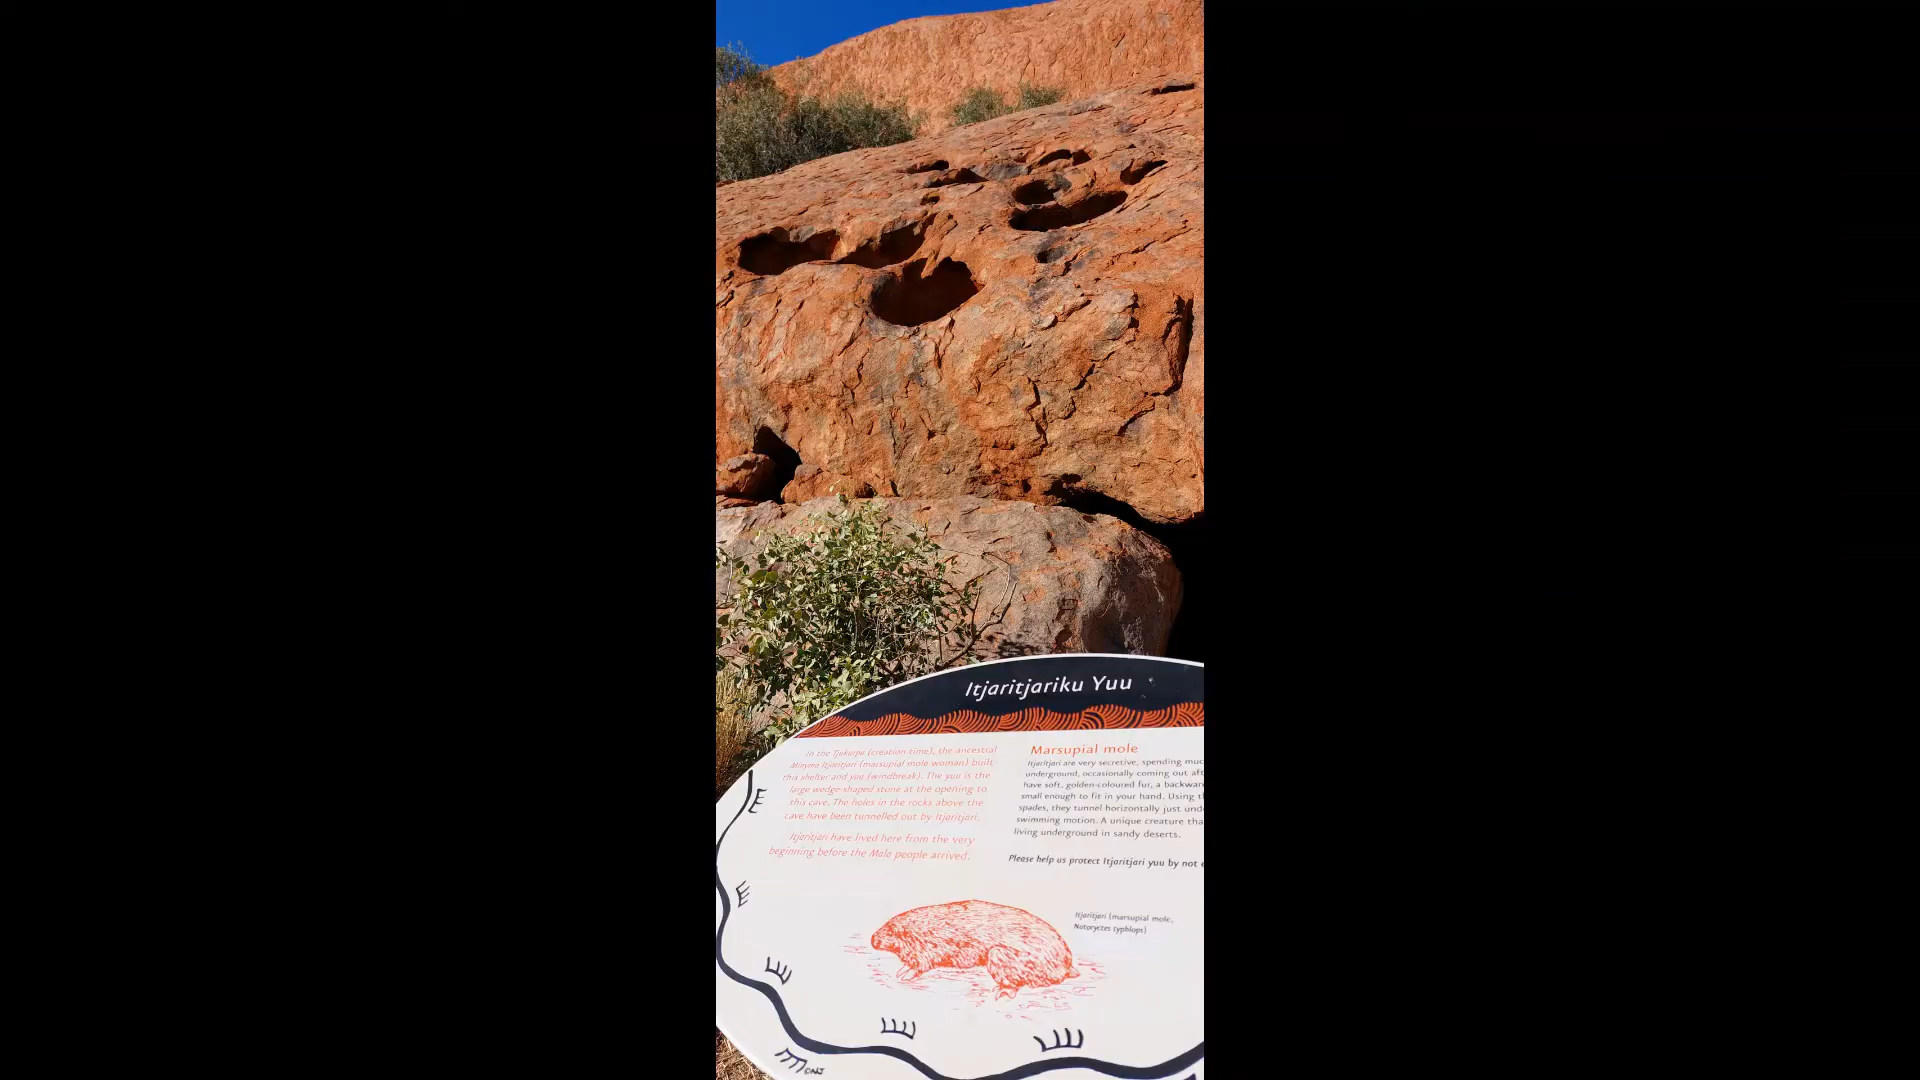 Itjaritjariku Yuu
In the Tjukurpa (creation time), the ancestral
Minyma Itjaritjari (marsupial mole woman) built
this shelter and yuu (windbreak). The yuu is the
large wedge-shaped stone at the opening to
this cave. The holes in the rocks above the
cave have been tunnelled out by Itjaritjari.
Itjaritjari have lived here from the very
beginning before the Mala people arrived.
Marsupial mole
Itjaritjari are very secretive, spending muc
underground, occasionally coming out aft
have soft, golden-coloured fur, a backwar
small enough to fit in your hand. Using t
spades, they tunnel horizontally just und
swimming motion. A unique creature tha
living underground in sandy deserts.
Please help us protect Itjaritjari yuu by not e
Itjaritjari (marsupial mole,
Notoryctes typhlops)